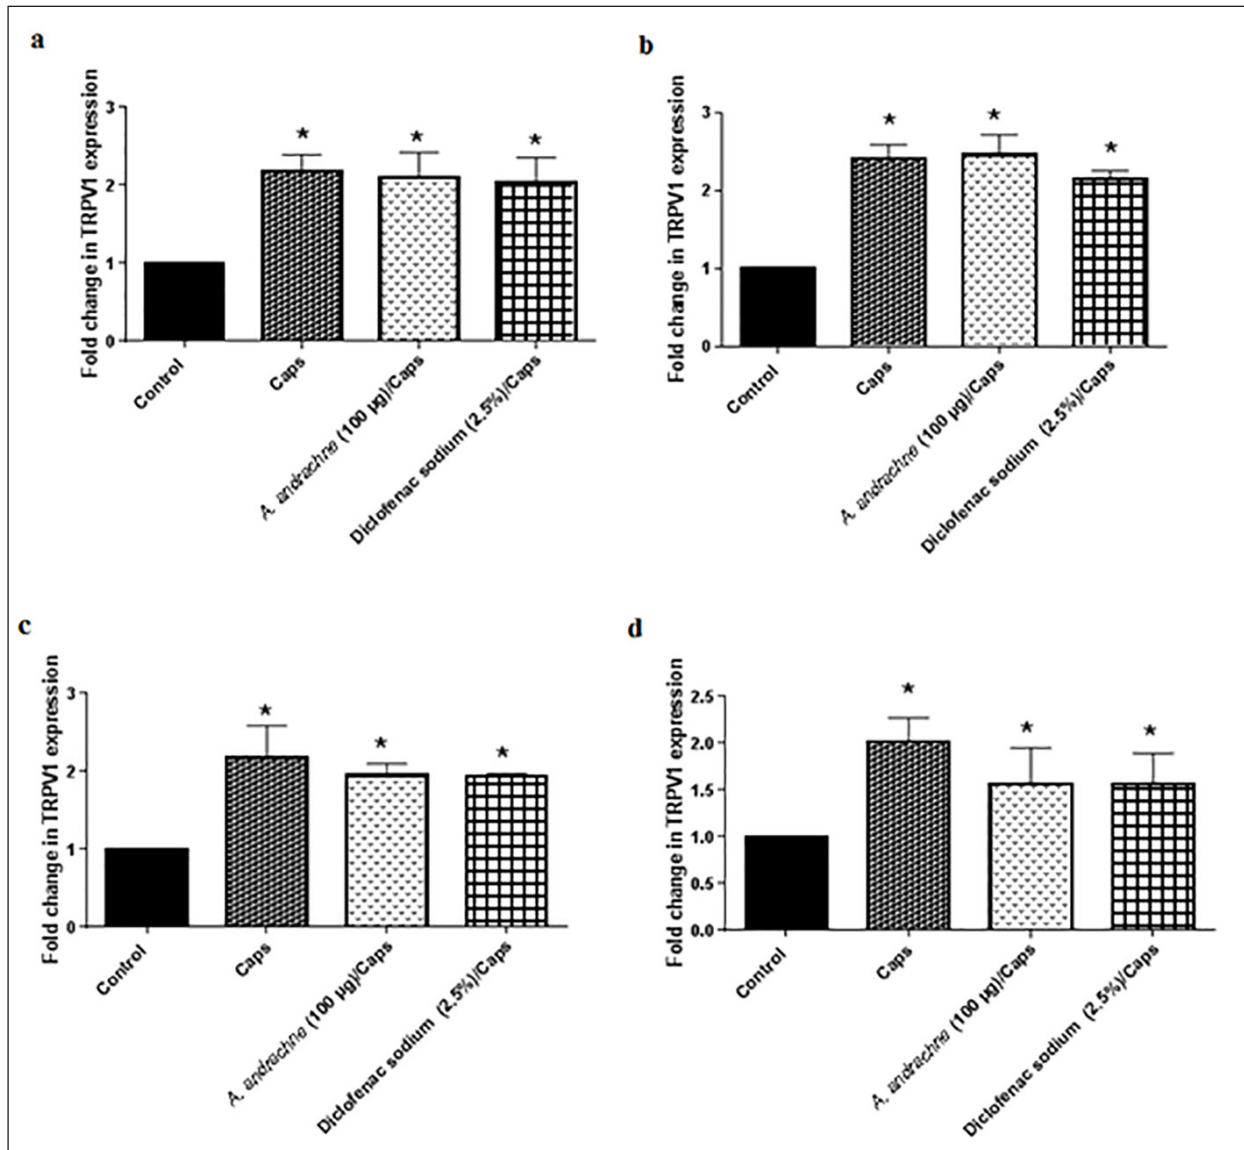 a
Fold change in TRPV1 expression
3
2
1
0
*
*
*
Control
Caps
A. andrachne (100 µg)/Caps
Diclofenac sodium (2.5%)/Caps
b
Fold change in TRPV1 expression
3
2
1
0
*
*
*
Control
Caps
A. andrachne (100 µg)/Caps
Diclofenac sodium (2.5%)/Caps
c
Fold change in TRPV1 expression
3
2
1
0
*
*
*
Control
Caps
A. andrachne (100 µg)/Caps
Diclofenac sodium (2.5%)/Caps
d
Fold change in TRPV1 expression
2.5
2.0
1.5
1.0
0.5
0.0
*
*
*
Control
Caps
A. andrachne (100 µg)/Caps
Diclofenac sodium (2.5%)/Caps